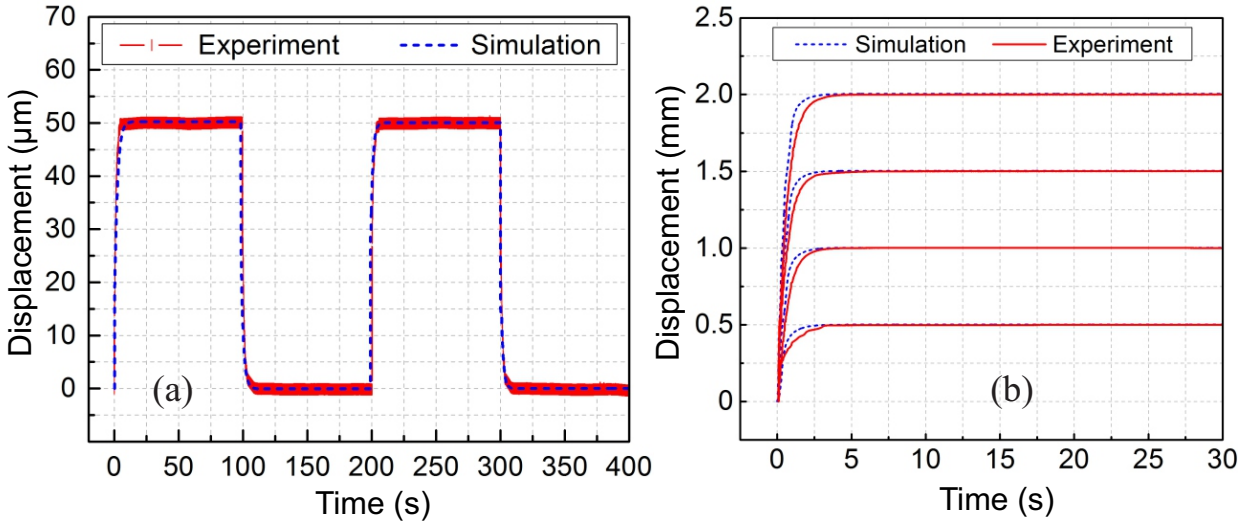 70
60
50
40
30
20
10
0
Displacement (µm)
Experiment
Simulation
(a)
0 50 100 150 200 250 300 350 400
Time (s)
2.5
2.0
1.5
1.0
0.5
0
Displacement (mm)
Simulation
Experiment
(b)
0 5 10 15 20 25 30
Time (s)